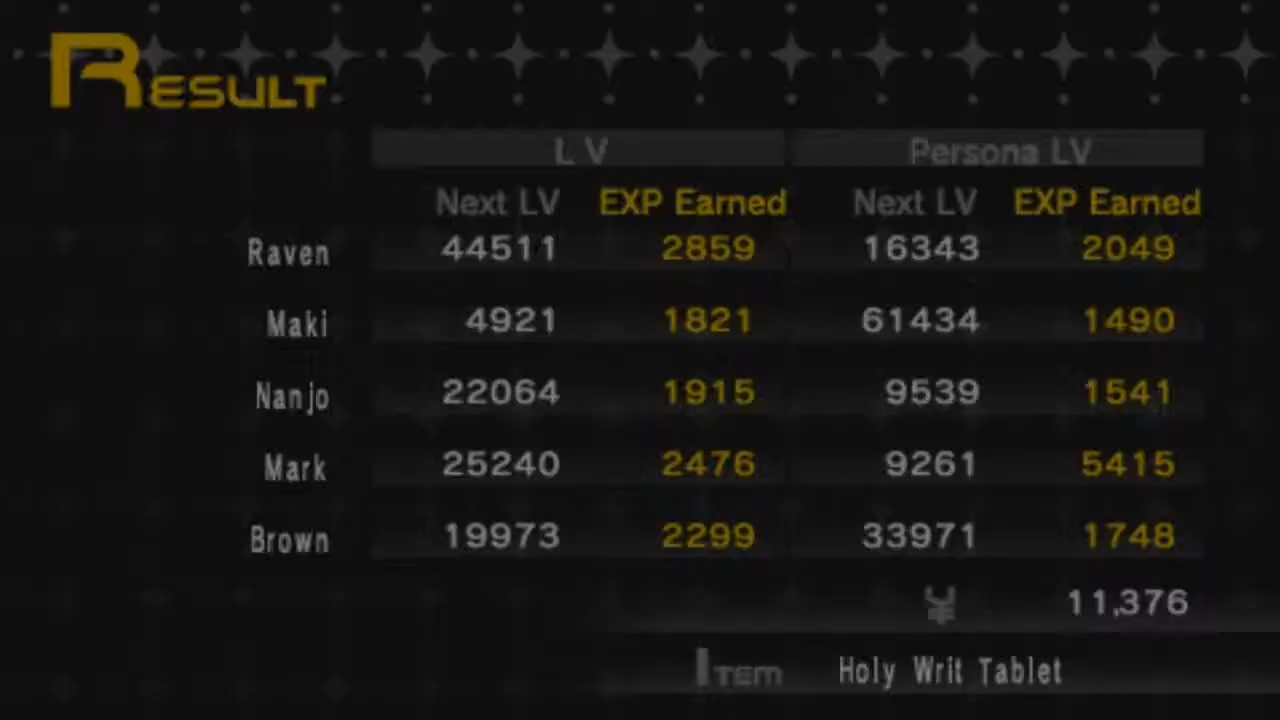 RESULT
LV Persona LV
Next LV EXP Earned Next LV EXP Earned
Raven 44511 2859 16343 2049
Maki 4921 1821 61434 1490
Nanjo 22064 1915 9539 1541
Mark 25240 2476 9261 5415
Brown 19973 2299 33971 1748
¥ 11,376
ITEM Holy Writ Tablet